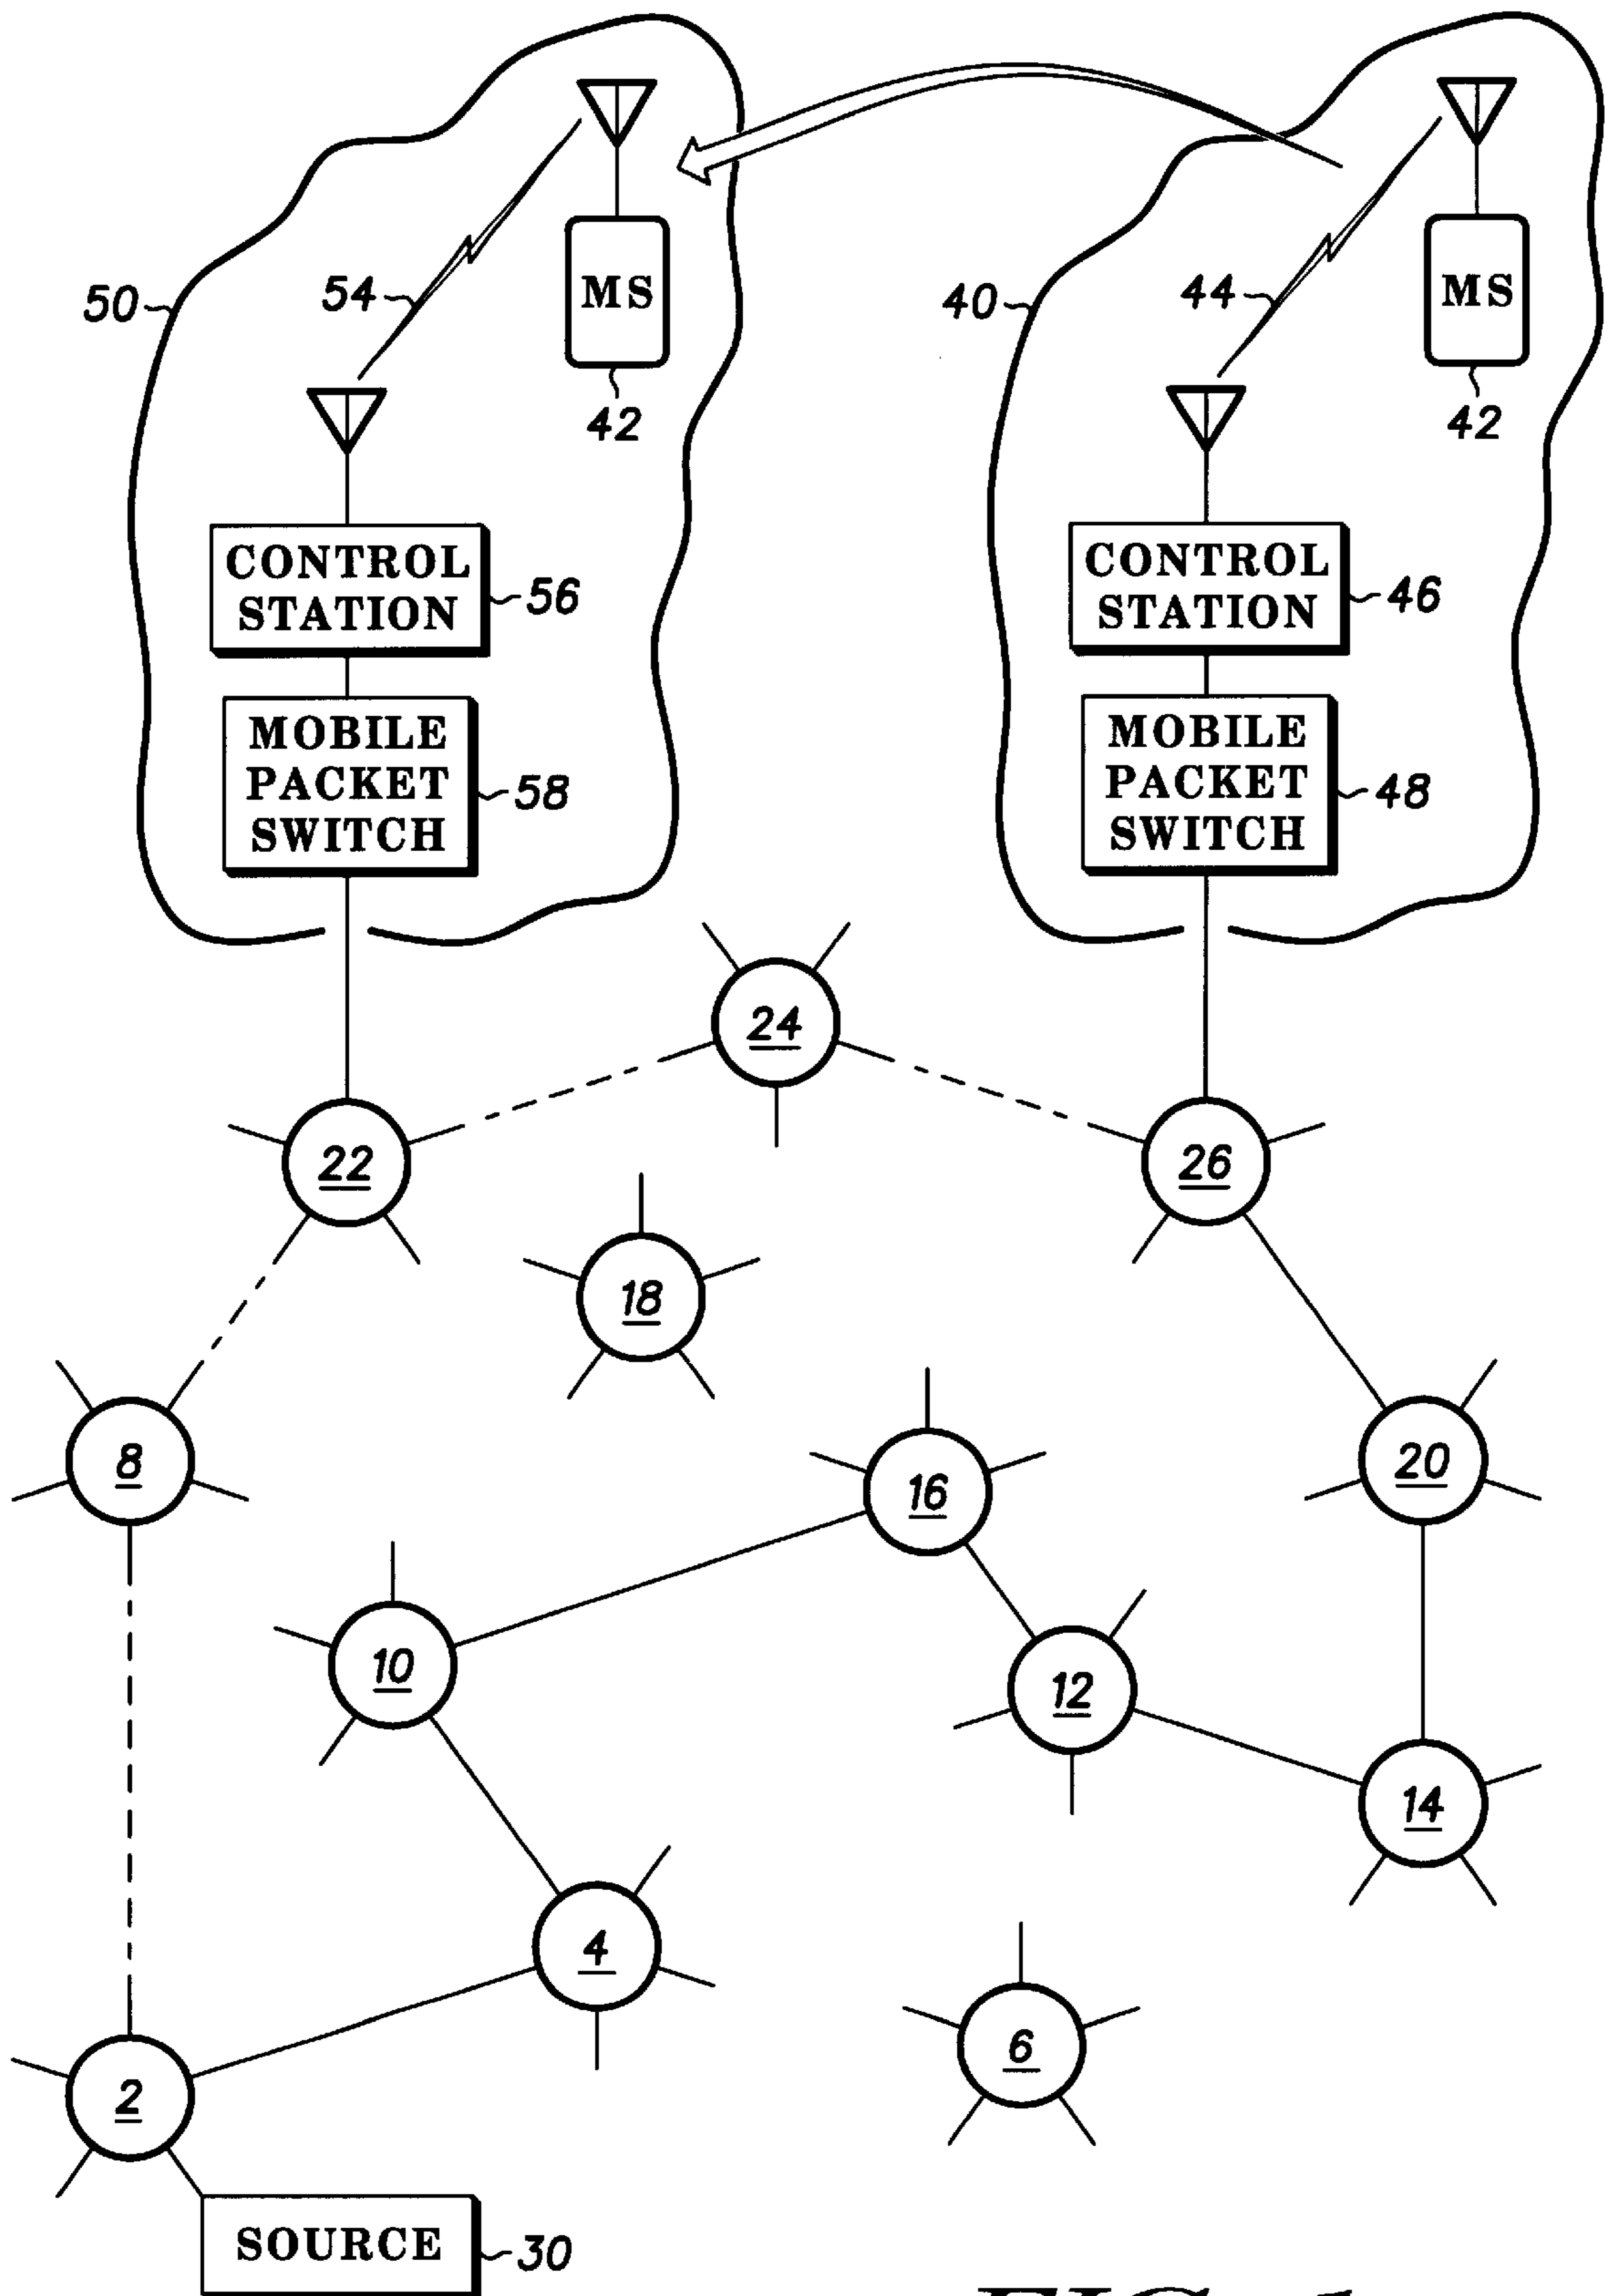 MS
MS
50
54
40
44
42
42
CONTROL
STATION
56
CONTROL
STATION
46
MOBILE
PACKET
SWITCH
58
MOBILE
PACKET
SWITCH
48
24
22
26
18
8
16
20
10
12
14
4
6
2
SOURCE
30